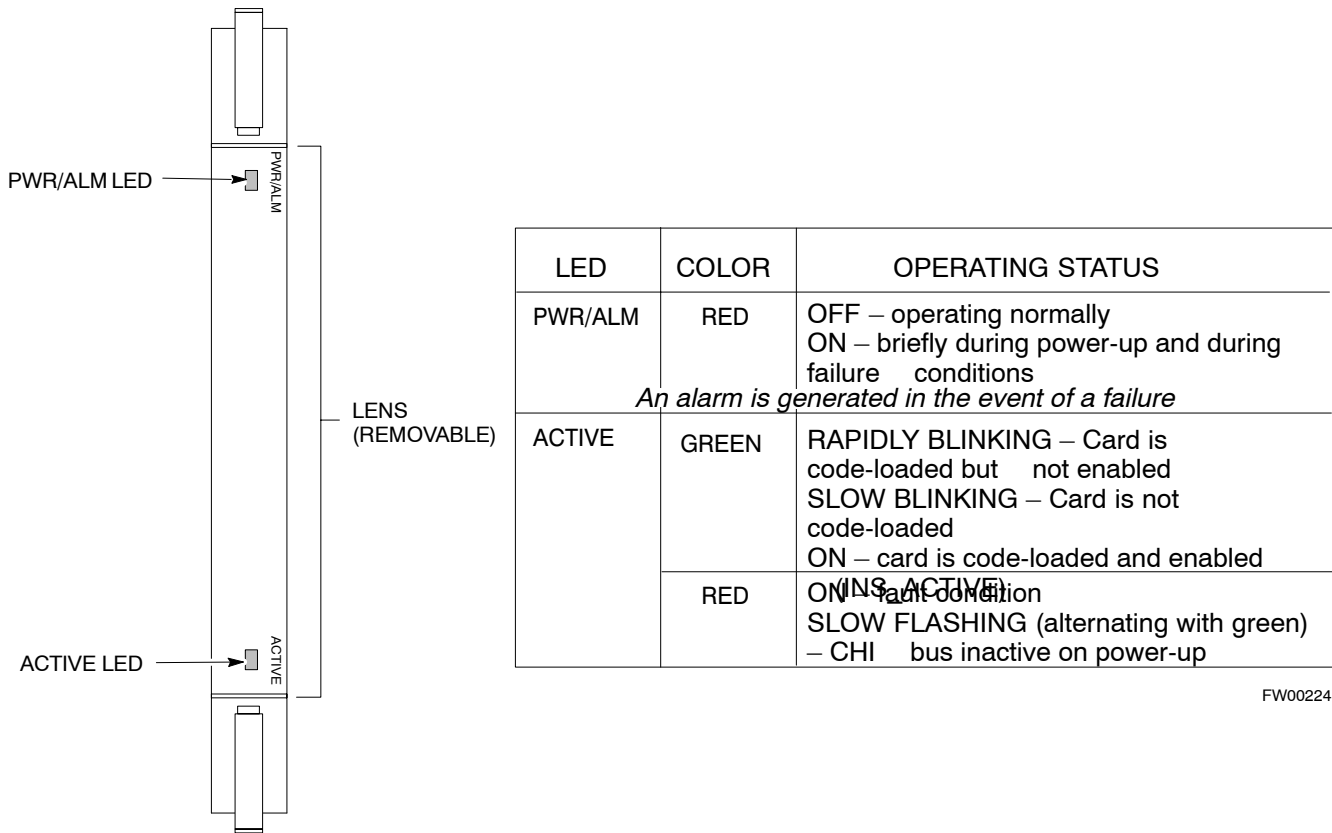 PWR/ALM LED
PWR/ALM
LENS
(REMOVABLE)
ACTIVE LED
ACTIVE
LED COLOR OPERATING STATUS
PWR/ALM RED OFF – operating normally
ON – briefly during power-up and during
failure conditions
An alarm is generated in the event of a failure
ACTIVE GREEN RAPIDLY BLINKING – Card is
code-loaded but not enabled
SLOW BLINKING – Card is not
code-loaded
ON – card is code-loaded and enabled
(INS_ACTIVE)
RED ON – fault condition
SLOW FLASHING (alternating with green)
– CHI bus inactive on power-up
FW00224